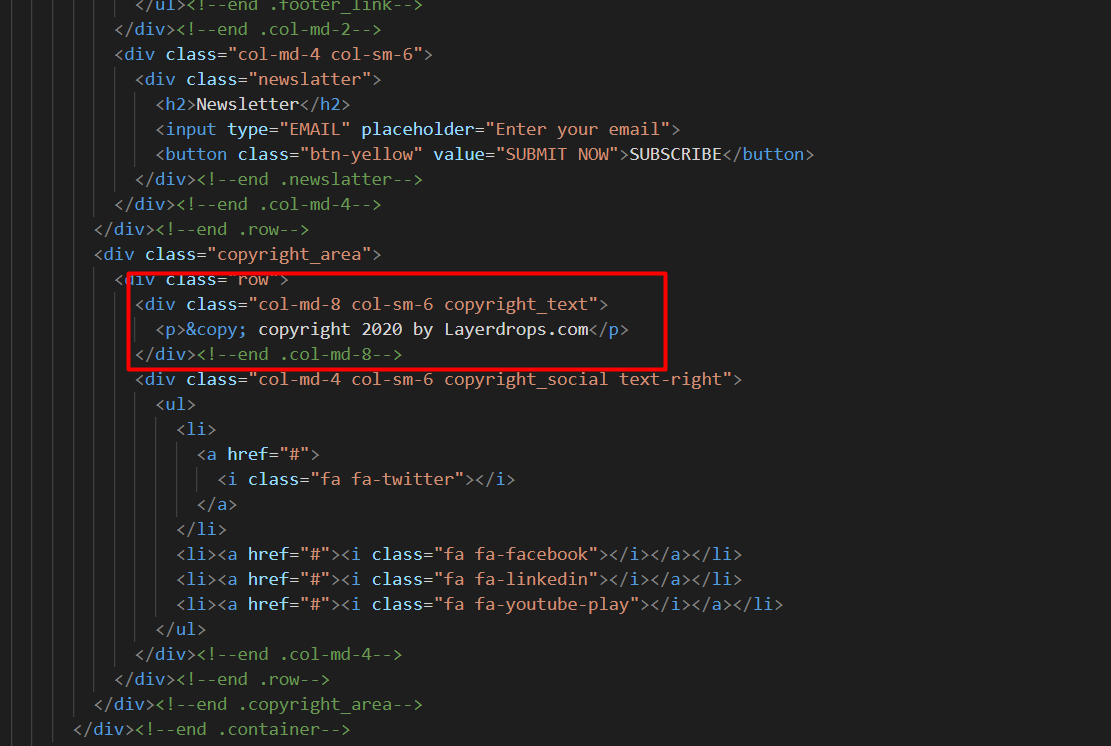 </ul><!--end .footer_link-->
</div><!--end .col-md-2-->
<div class="col-md-4 col-sm-6">
<div class="newslatter">
<h2>Newsletter</h2>
<input type="EMAIL" placeholder="Enter your email">
<button class="btn-yellow" value="SUBMIT NOW">SUBSCRIBE</button>
</div><!--end .newslatter-->
</div><!--end .col-md-4-->
</div><!--end .row-->
<div class="copyright_area">
<div class="row">
<div class="col-md-8 col-sm-6 copyright_text">
<p>&copy; copyright 2020 by Layerdrops.com</p>
</div><!--end .col-md-8-->
<div class="col-md-4 col-sm-6 copyright_social text-right">
<ul>
<li>
<a href="#">
<i class="fa fa-twitter"></i>
</a>
</li>
<li><a href="#"><i class="fa fa-facebook"></i></a></li>
<li><a href="#"><i class="fa fa-linkedin"></i></a></li>
<li><a href="#"><i class="fa fa-youtube-play"></i></a></li>
</ul>
</div><!--end .col-md-4-->
</div><!--end .row-->
</div><!--end .copyright_area-->
</div><!--end .container-->